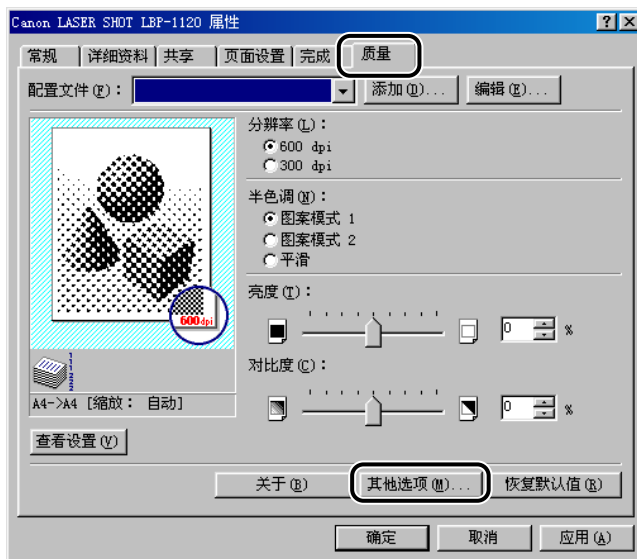 Canon LASER SHOT LBP-1120 属性
常规 详细资料 共享 页面设置 完成 质量
配置文件(F): 添加(D)... 编辑(E)...
分辨率(L):
600 dpi
300 dpi
半色调(N):
图案模式 1
图案模式 2
平滑
600dpi
亮度(T):
0 %
对比度(C):
0 %
A4->A4 [缩放: 自动]
查看设置(V)
关于(B) 其他选项(M)... 恢复默认值(R)
确定 取消 应用(A)